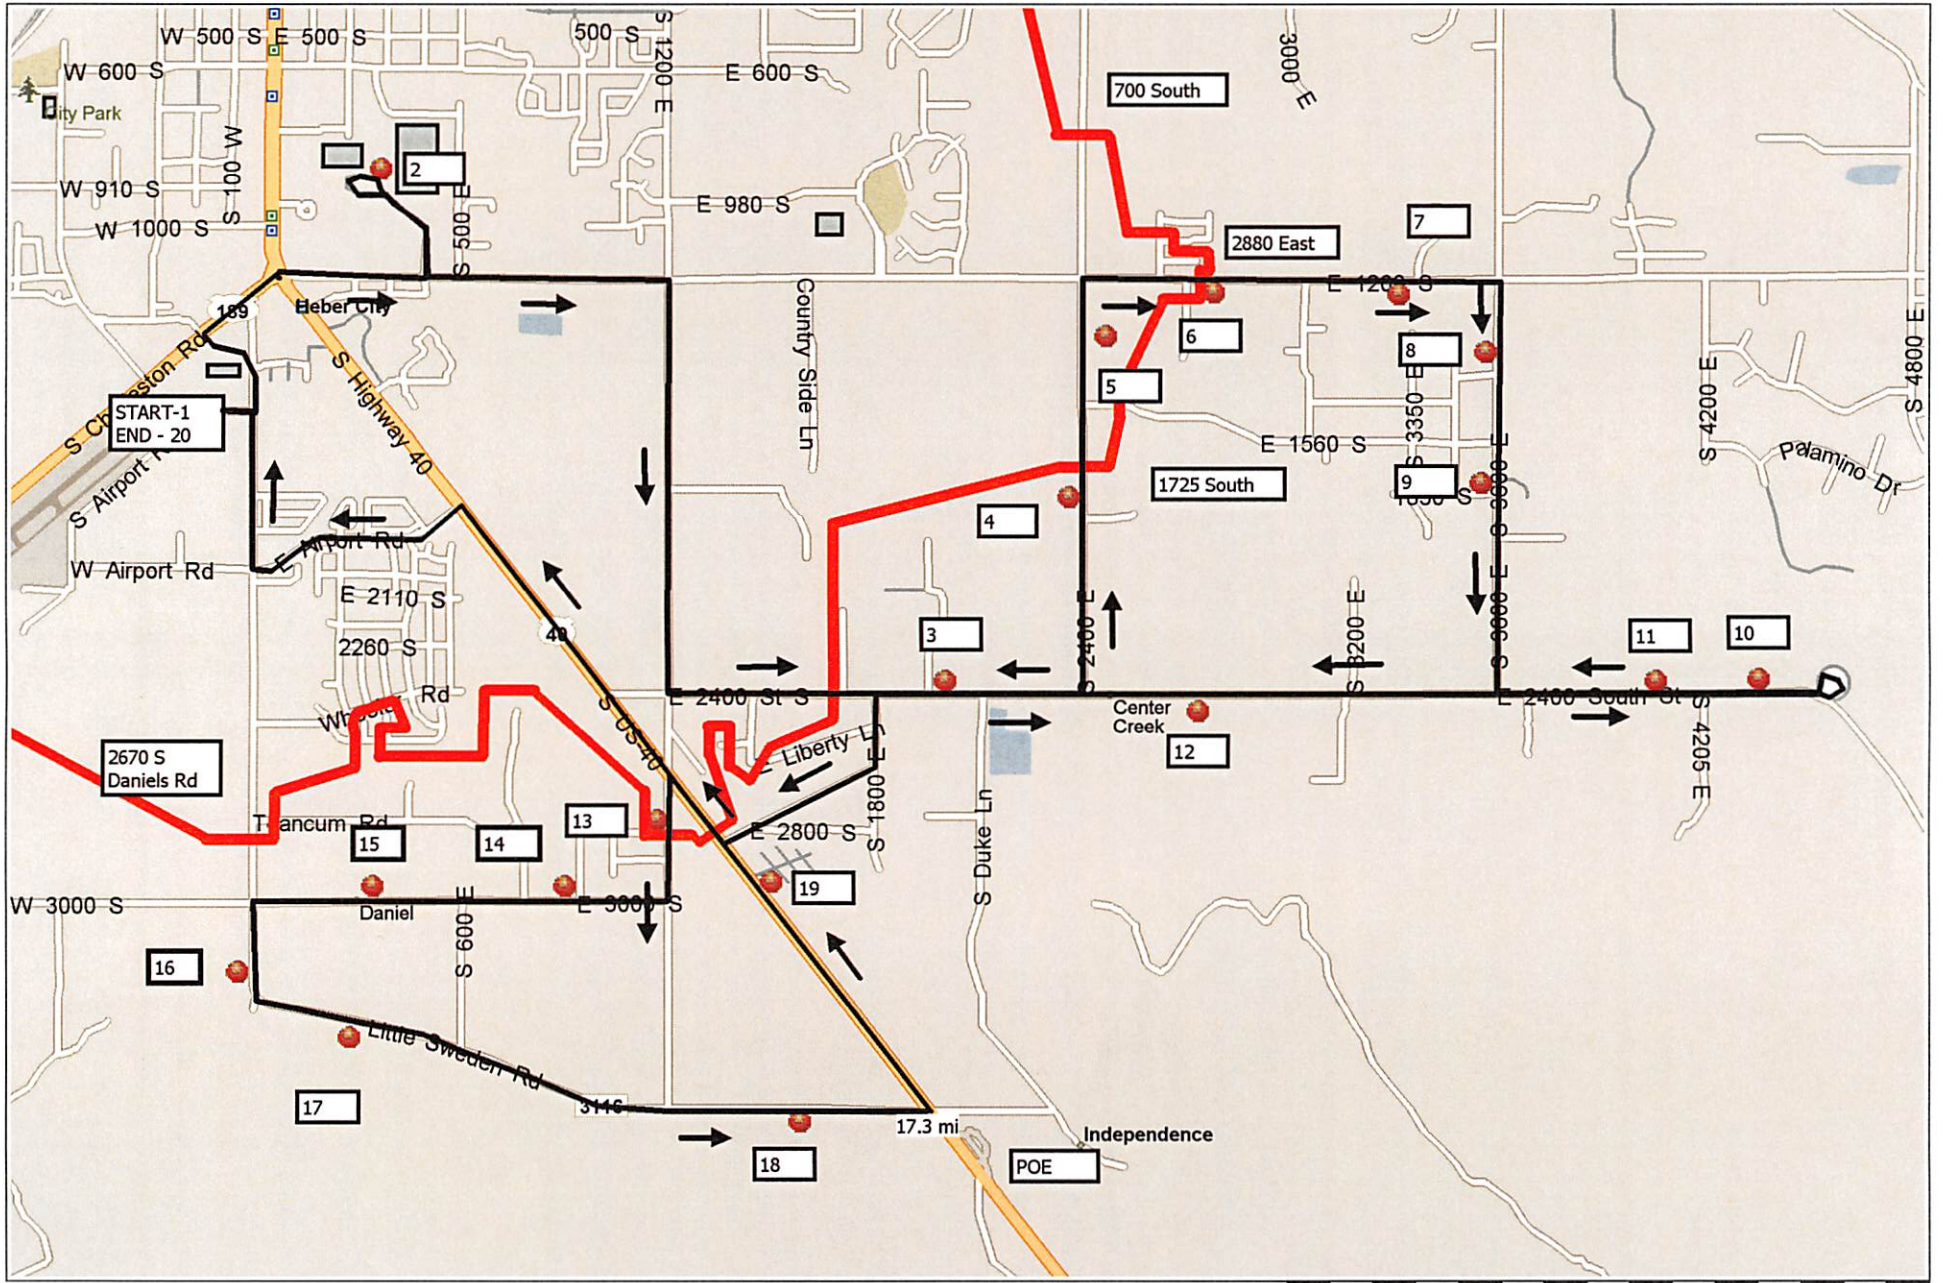 W 500 S E 500 S
500 S
S 1200 E
W 600 S
E 600 S
3000 E
700 South
City Park
S 100 W
2
W 910 S
S 500 E
E 980 S
W 1000 S
7
2880 East
E 1200 S
189
Heber City
Country Side Ln
6
8
S 4800 E
S Highway 40
5
S 3350 E
S 4200 E
START-1
END - 20
E 1560 S
S 3000 E
Palamino Dr
S Airport
1725 South
9
4
E Airport Rd
W Airport Rd
E 2110 S
S 2400 E
S 3200 E
S 3000 E
40
3
11
10
2260 S
Rd
S US-40
E 2400 St S
E 2400 South St
Center
Creek
12
S 4205 E
2670 S
Daniels Rd
E Liberty Ln
S 1800 E
S Duke Ln
13
15
14
E 2800 S
19
W 3000 S
Daniel
E 3000 S
S 600 E
16
Little Sweden Rd
17
3116
17.3 mi
Independence
18
POE